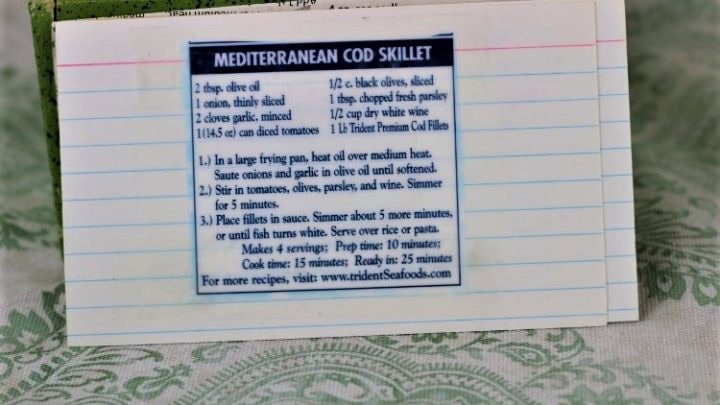 MEDITERRANEAN COD SKILLET
2 tbsp. olive oil
1 onion, thinly sliced
2 cloves garlic, minced
1(14.5 oz) can diced tomatoes
1/2 c. black olives, sliced
1 tbsp. chopped fresh parsley
1/2 cup dry white wine
1 Lb Trident Premium Cod Fillets
1.) In a large frying pan, heat oil over medium heat.
Saute onions and garlic in olive oil until softened.
2.) Stir in tomatoes, olives, parsley, and wine. Simmer
for 5 minutes.
3.) Place fillets in sauce. Simmer about 5 more minutes,
or until fish turns white. Serve over rice or pasta.
Makes 4 servings; Prep time: 10 minutes;
Cook time: 15 minutes; Ready in: 25 minutes
For more recipes, visit: www.tridentSeafoods.com